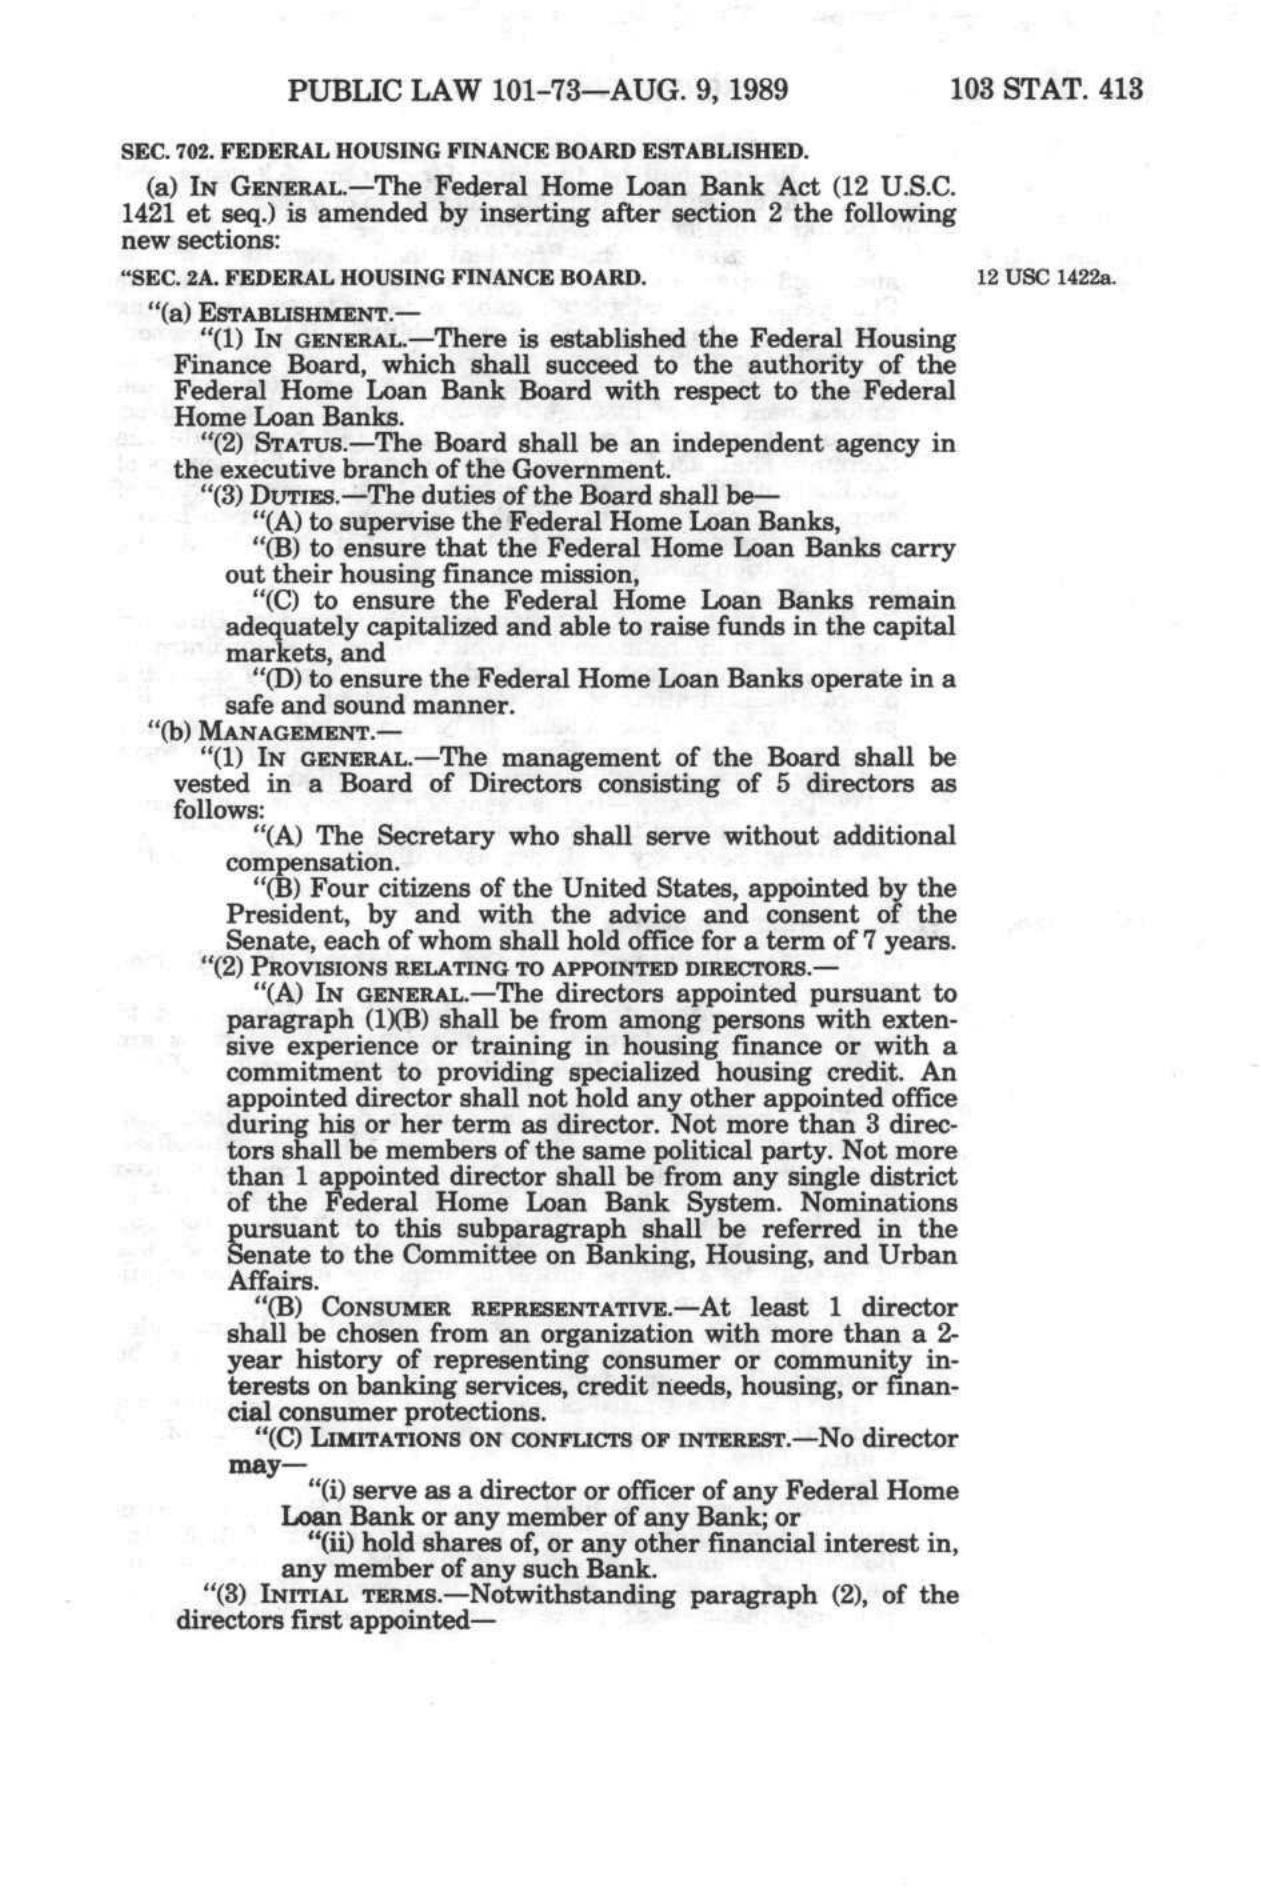 PUBLIC LAW 101-73—AUG. 9, 1989 103 STAT. 413
SEC. 702. FEDERAL HOUSING FINANCE BOARD ESTABLISHED.
(a) IN GENERAL.—The Federal Home Loan Bank Act (12 U.S.C.
1421 et seq.) is amended by inserting after section 2 the following
new sections:
“SEC. 2A. FEDERAL HOUSING FINANCE BOARD. 12 USC 1422a.
“(a) ESTABLISHMENT.—
“(1) IN GENERAL.—There is established the Federal Housing
Finance Board, which shall succeed to the authority of the
Federal Home Loan Bank Board with respect to the Federal
Home Loan Banks.
“(2) STATUS.—The Board shall be an independent agency in
the executive branch of the Government.
“(3) DUTIES.—The duties of the Board shall be—
“(A) to supervise the Federal Home Loan Banks,
“(B) to ensure that the Federal Home Loan Banks carry
out their housing finance mission,
“(C) to ensure the Federal Home Loan Banks remain
adequately capitalized and able to raise funds in the capital
markets, and
“(D) to ensure the Federal Home Loan Banks operate in a
safe and sound manner.
“(b) MANAGEMENT.—
“(1) IN GENERAL.—The management of the Board shall be
vested in a Board of Directors consisting of 5 directors as
follows:
“(A) The Secretary who shall serve without additional
compensation.
“(B) Four citizens of the United States, appointed by the
President, by and with the advice and consent of the
Senate, each of whom shall hold office for a term of 7 years.
“(2) PROVISIONS RELATING TO APPOINTED DIRECTORS.—
“(A) IN GENERAL.—The directors appointed pursuant to
paragraph (1)(B) shall be from among persons with exten-
sive experience or training in housing finance or with a
commitment to providing specialized housing credit. An
appointed director shall not hold any other appointed office
during his or her term as director. Not more than 3 direc-
tors shall be members of the same political party. Not more
than 1 appointed director shall be from any single district
of the Federal Home Loan Bank System. Nominations
pursuant to this subparagraph shall be referred in the
Senate to the Committee on Banking, Housing, and Urban
Affairs.
“(B) CONSUMER REPRESENTATIVE.—At least 1 director
shall be chosen from an organization with more than a 2-
year history of representing consumer or community in-
terests on banking services, credit needs, housing, or finan-
cial consumer protections.
“(C) LIMITATIONS ON CONFLICTS OF INTEREST.—No director
may—
“(i) serve as a director or officer of any Federal Home
Loan Bank or any member of any Bank; or
“(ii) hold shares of, or any other financial interest in,
any member of any such Bank.
“(3) INITIAL TERMS.—Notwithstanding paragraph (2), of the
directors first appointed—